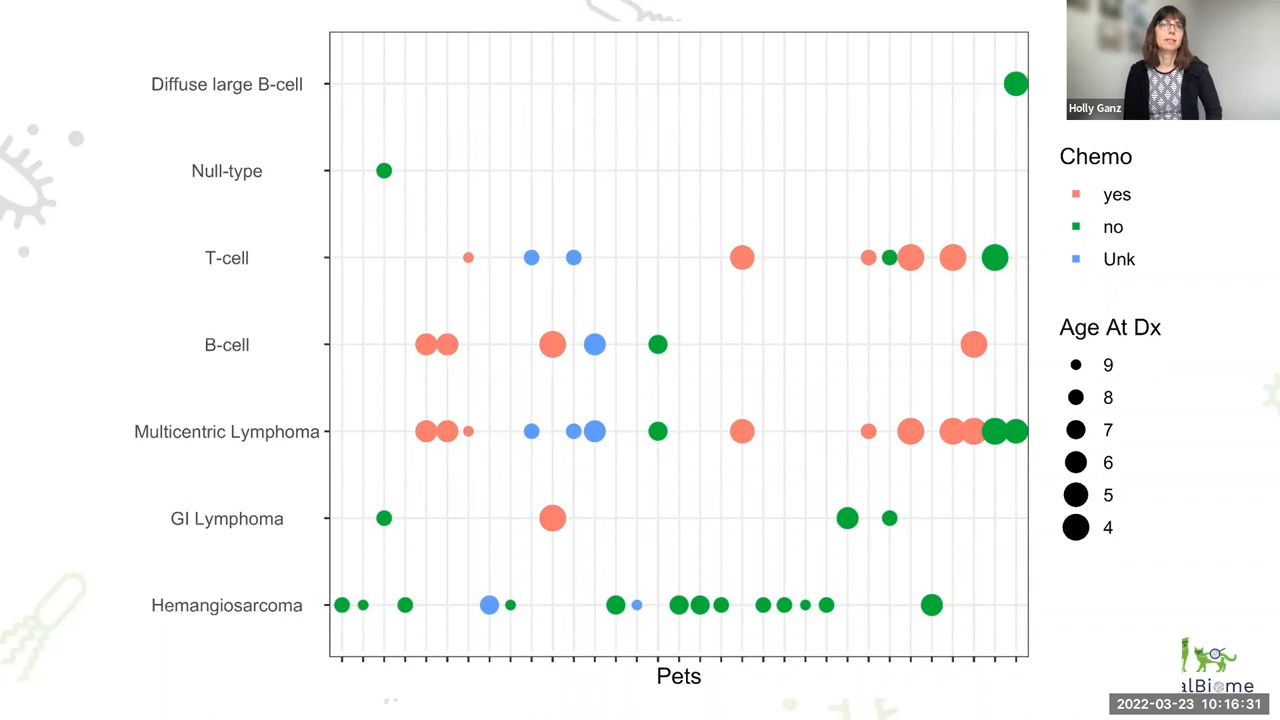 Diffuse large B-cell
Null-type
T-cell
B-cell
Multicentric Lymphoma
GI Lymphoma
Hemangiosarcoma
Pets
Holly Ganz
Chemo
yes
no
Unk
Age At Dx
9
8
7
6
5
4
alBiome
2022-03-23 10:16:31